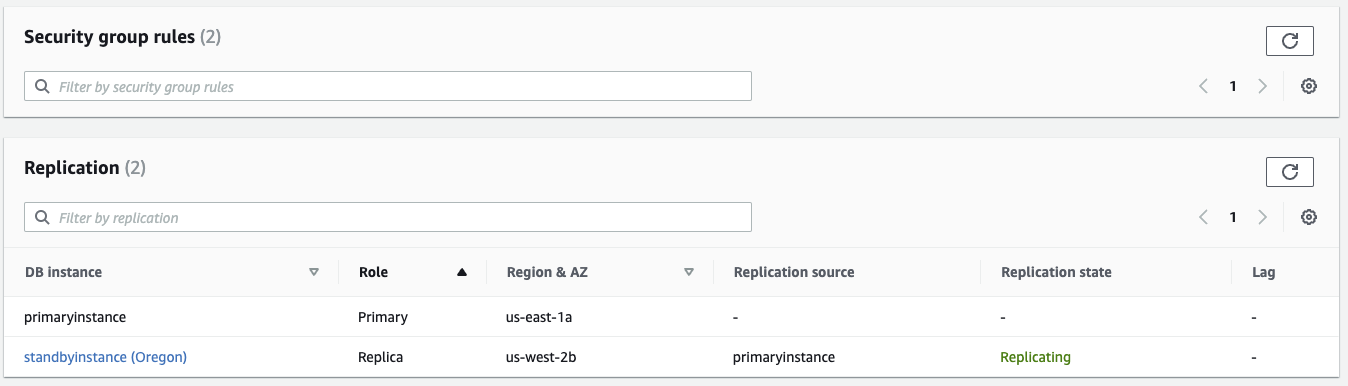 Security group rules (2)
Filter by security group rules
1
Replication (2)
Filter by replication
1
DB instance Role Region & AZ Replication source Replication state Lag
primaryinstance Primary us-east-1a - - -
standbyinstance (Oregon) Replica us-west-2b primaryinstance Replicating -